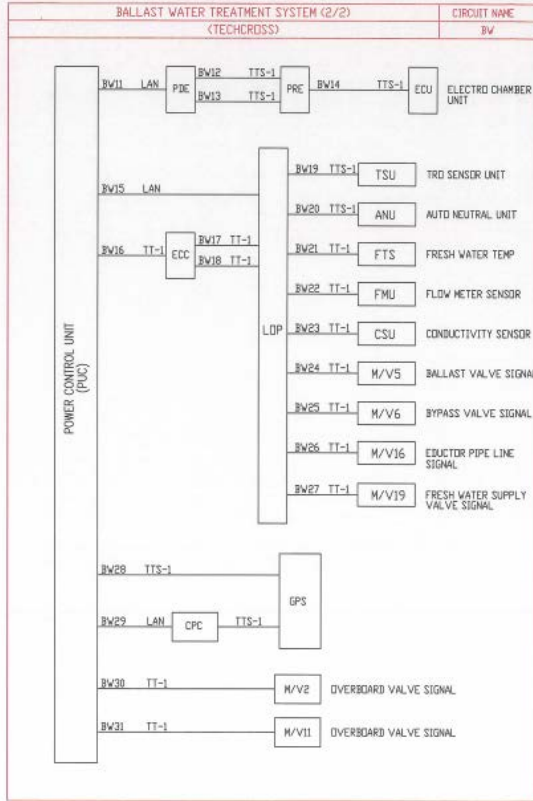 BALLAST WATER TREATMENT SYSTEM (2/2)
CIRCUIT NAME
(TECHCROSS)
BW
BW11 LAN
PDE
BW12 TTS-1
BW13 TTS-1
PRE
BW14 TTS-1
ECU
ELECTRO CHAMBER
UNIT
BW15 LAN
BW16 TT-1
ECC
BW17 TT-1
BW18 TT-1
LOP
BW19 TTS-1
TSU
TRO SENSOR UNIT
BW20 TTS-1
ANU
AUTO NEUTRAL UNIT
BW21 TT-1
FTS
FRESH WATER TEMP
BW22 TT-1
FMU
FLOW METER SENSOR
BW23 TT-1
CSU
CONDUCTIVITY SENSOR
BW24 TT-1
M/V5
BALLAST VALVE SIGNAL
BW25 TT-1
M/V6
BYPASS VALVE SIGNAL
BW26 TT-1
M/V16
EDUCTOR PIPE LINE
SIGNAL
BW27 TT-1
M/V19
FRESH WATER SUPPLY
VALVE SIGNAL
POWER CONTROL UNIT
(PUC)
BW28 TTS-1
GPS
BW29 LAN
CPC
TTS-1
BW30 TT-1
M/V2
OVERBOARD VALVE SIGNAL
BW31 TT-1
M/V11
OVERBOARD VALVE SIGNAL